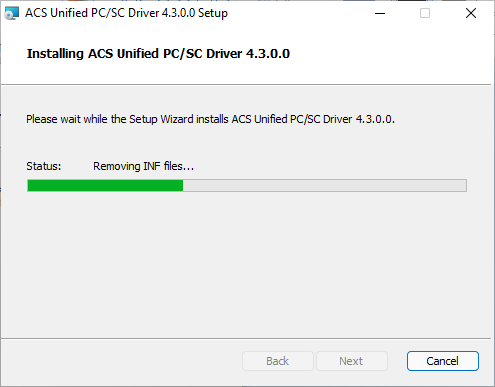 ACS Unified PC/SC Driver 4.3.0.0 Setup
Installing ACS Unified PC/SC Driver 4.3.0.0
Please wait while the Setup Wizard installs ACS Unified PC/SC Driver 4.3.0.0.
Status: Removing INF files...
Back Next Cancel